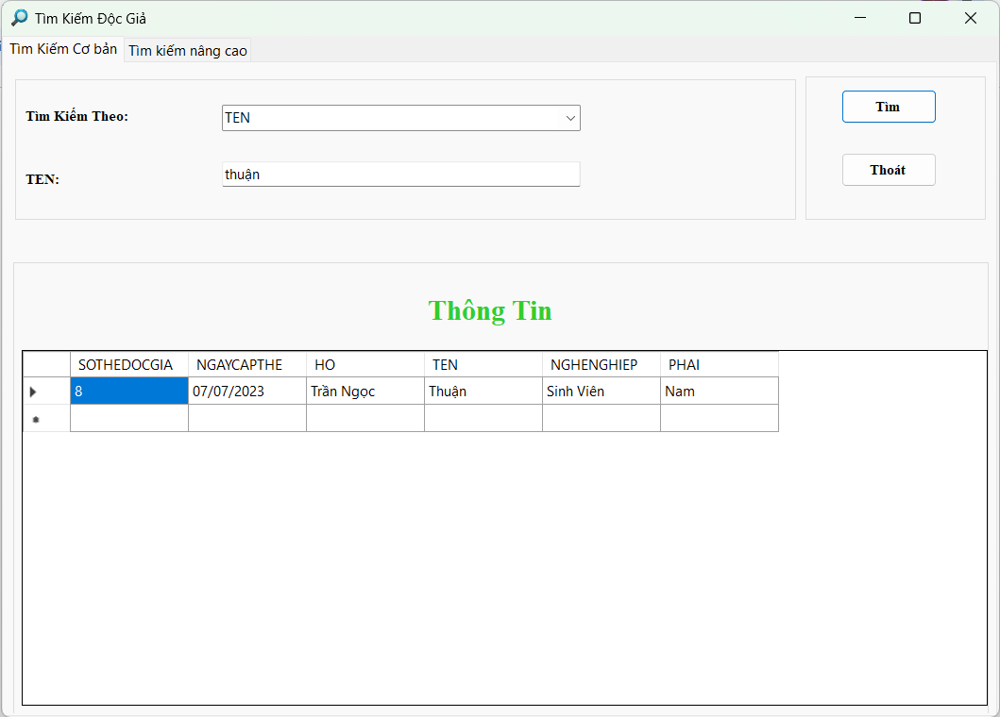 Tìm Kiếm Độc Giả
Tìm Kiếm Cơ bản Tìm kiếm nâng cao
Tìm Kiếm Theo: TEN
TEN: thuận
Tìm
Thoát
Thông Tin
SOTHEDOCGIA NGAYCAPTHE HO TEN NGHENGHIEP PHAI
8 07/07/2023 Trần Ngọc Thuận Sinh Viên Nam